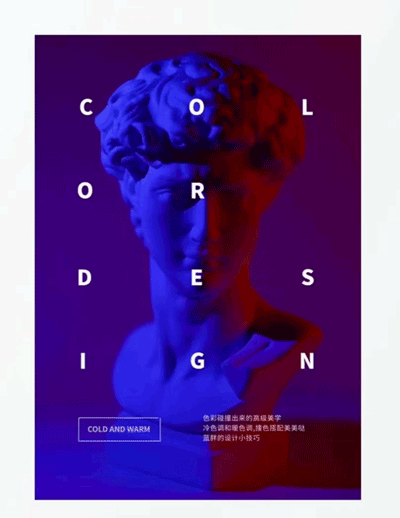 C O L
O R
D E S
I G N
COLD AND WARM
色彩碰撞出来的高级美学
冷色调和暖色调,撞色搭配美美哒
蓝胖的设计小技巧